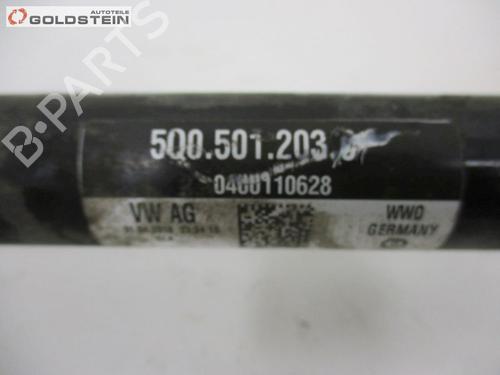 AUTOTEILE
GOLDSTEIN
B-PARTS
5Q0.501.203.
0400110628
VW AG
WWO
GERMANY